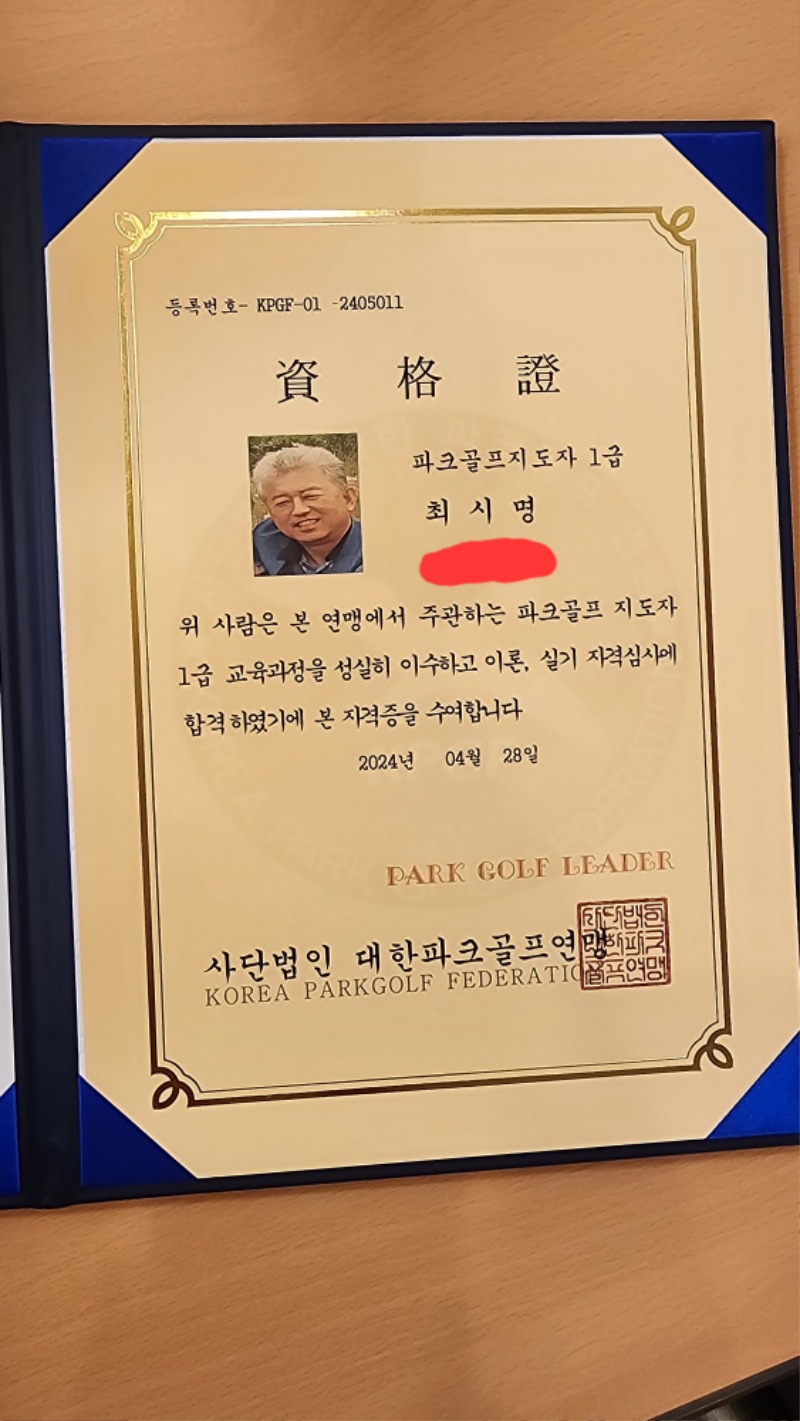 등록번호- KPGF-01 -2405011
資格證
파크골프지도자 1급
최시명
위 사람은 본 연맹에서 주관하는 파크골프 지도자
1급 교육과정을 성실히 이수하고 이론, 실기 자격심사에
합격하였기에 본 자격증을 수여합니다
2024년 04월 28일
PARK GOLF LEADER
사단법인 대한파크골프연맹
KOREA PARKGOLF FEDERATIO